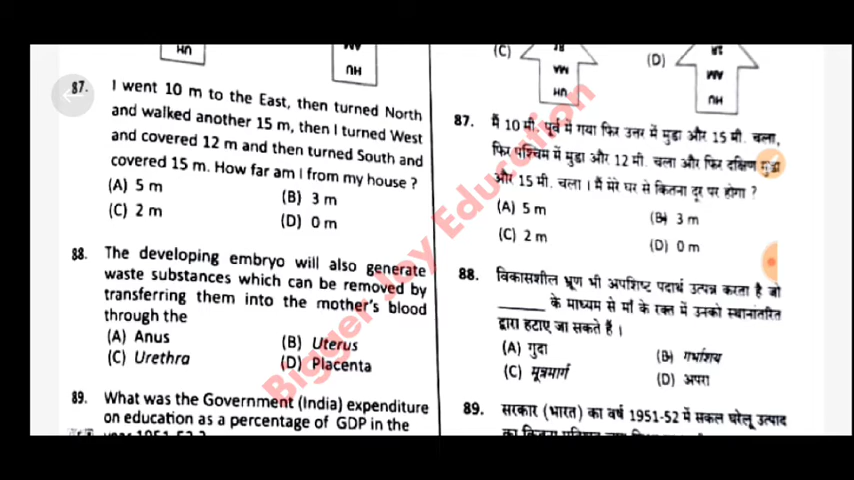 87. I went 10 m to the East, then turned North
and walked another 15 m, then I turned West
and covered 12 m and then turned South and
covered 15 m. How far am I from my house ?
(A) 5 m
(B) 3 m
(C) 2 m
(D) 0 m
88. The developing embryo will also generate
waste substances which can be removed by
transferring them into the mother's blood
through the
(A) Anus
(B) Uterus
(C) Urethra
(D) Placenta
89. What was the Government (India) expenditure
on education as a percentage of GDP in the
(C)
(D)
87. मैं 10 मी. पूर्व में गया फिर उत्तर में मुड़ा और 15 मी. चला,
फिर पश्चिम में मुड़ा और 12 मी. चला और फिर दक्षिण मुड़ा
और 15 मी. चला । मैं मेरे घर से कितना दूर पर होगा ?
(A) 5 m
(B) 3 m
(C) 2 m
(D) 0 m
88. विकासशील भ्रूण भी अपशिष्ट पदार्थ उत्पन्न करता है जो
______ के माध्यम से माँ के रक्त में उनको स्थानांतरित
द्वारा हटाए जा सकते हैं ।
(A) गुदा
(B) गर्भाशय
(C) मूत्रमार्ग
(D) अपरा
89. सरकार (भारत) का वर्ष 1951-52 में सकल घरेलू उत्पाद
Bigger Joy Education